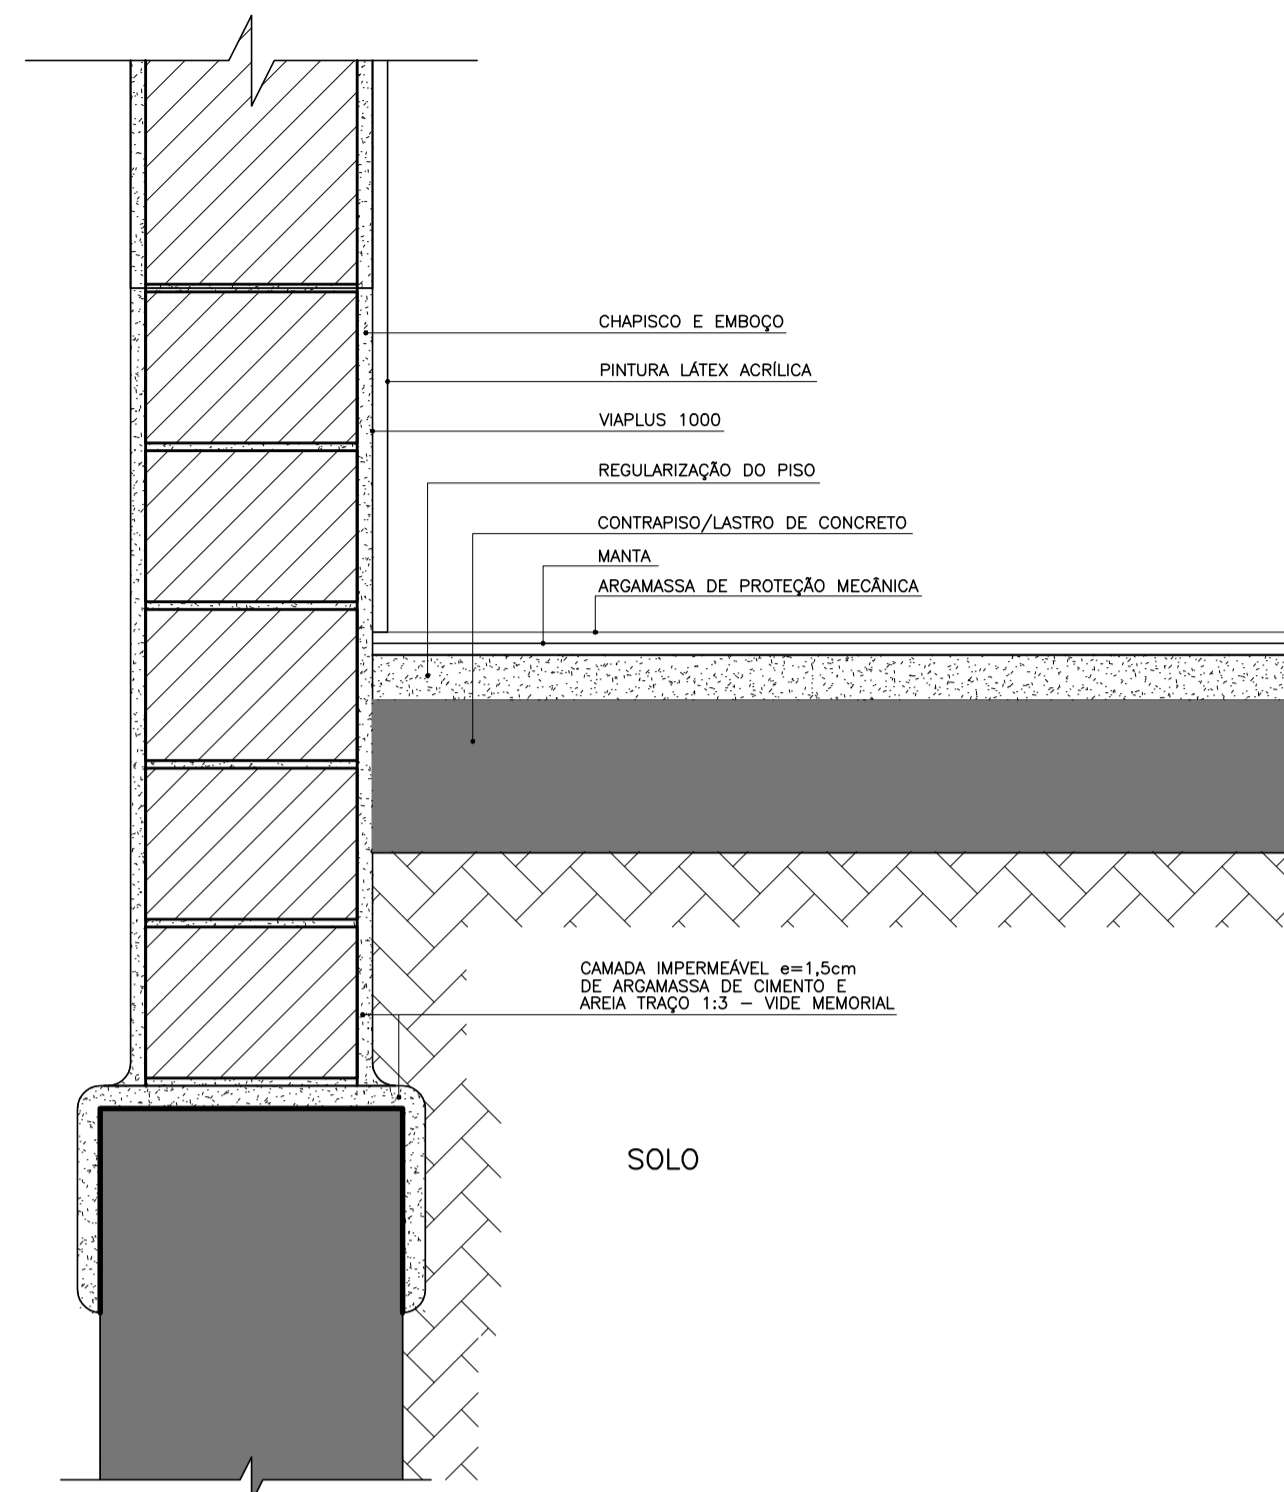 CHAPISCO E EMBOÇO
PINTURA LÁTEX ACRÍLICA
VIAPLUS 1000
REGULARIZAÇÃO DO PISO
CONTRAPISO/LASTRO DE CONCRETO
MANTA
ARGAMASSA DE PROTEÇÃO MECÂNICA
CAMADA IMPERMEÁVEL e=1,5cm
DE ARGAMASSA DE CIMENTO E
AREIA TRAÇO 1:3 – VIDE MEMORIAL
SOLO